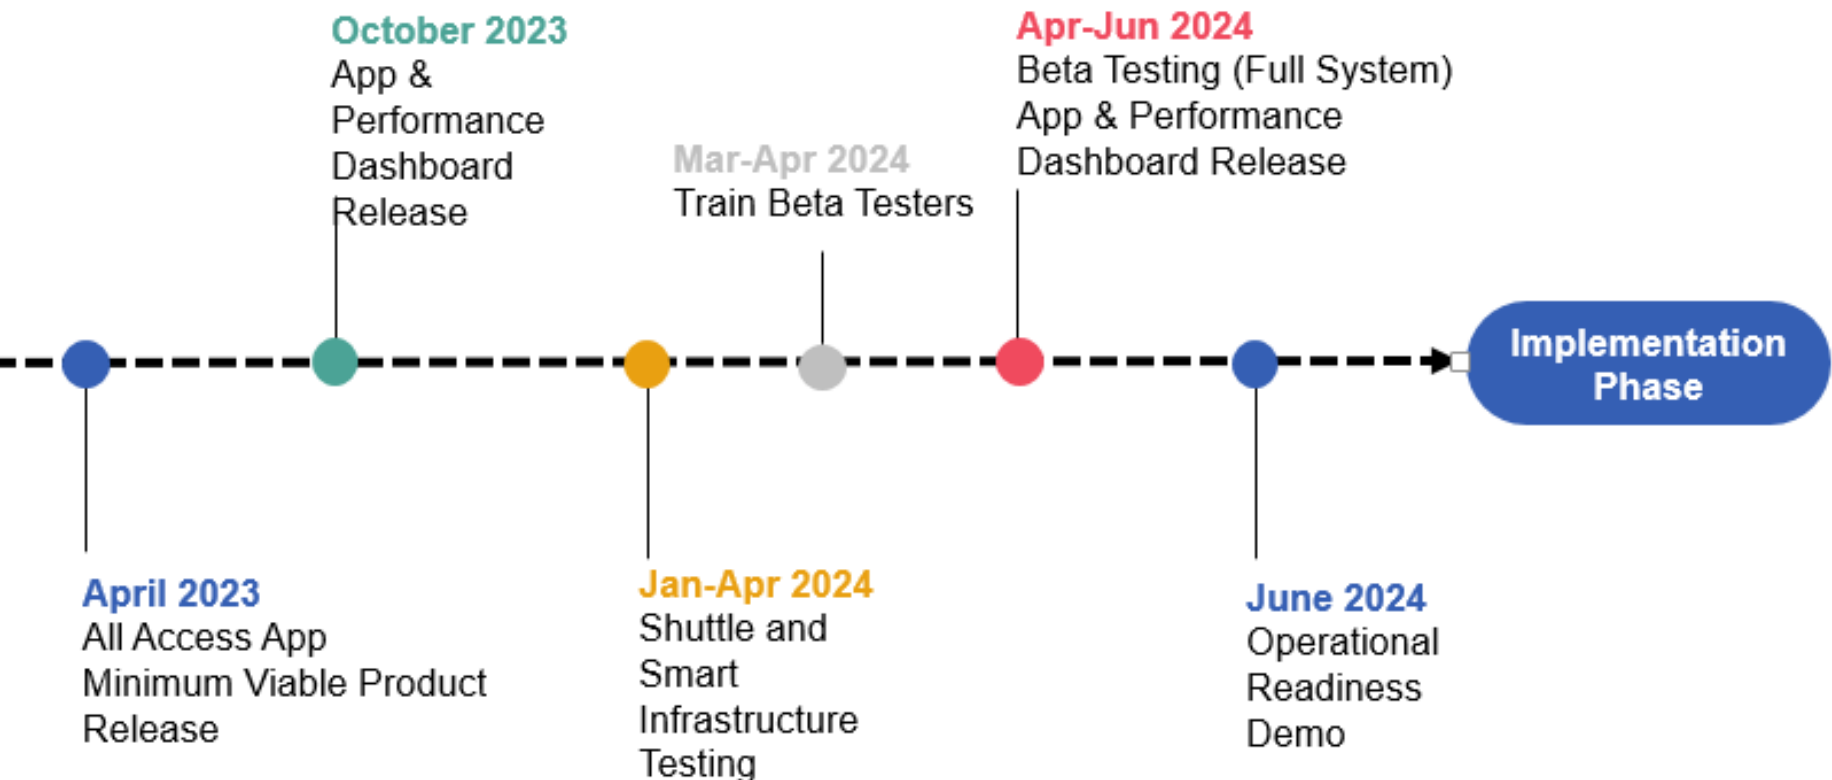 October 2023
App &
Performance
Dashboard
Release
Mar-Apr 2024
Train Beta Testers
Apr-Jun 2024
Beta Testing (Full System)
App & Performance
Dashboard Release
Implementation
Phase
April 2023
All Access App
Minimum Viable Product
Release
Jan-Apr 2024
Shuttle and
Smart
Infrastructure
Testing
June 2024
Operational
Readiness
Demo